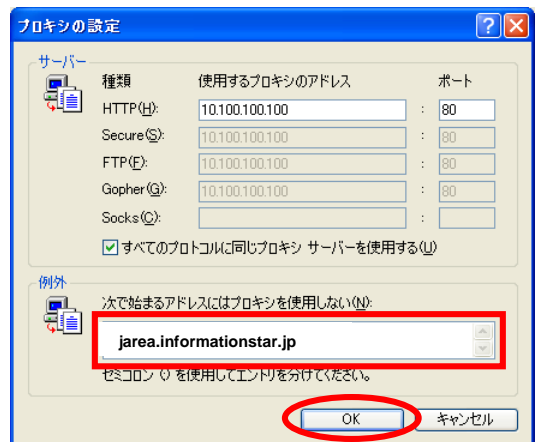 プロキシの設定
サーバー
種類 使用するプロキシのアドレス ポート
HTTP(H): 10.100.100.100 : 80
Secure(S): 10.100.100.100 : 80
FTP(F): 10.100.100.100 : 80
Gopher(G): 10.100.100.100 : 80
Socks(C): :
すべてのプロトコルに同じプロキシ サーバーを使用する(U)
例外
次で始まるアドレスにはプロキシを使用しない(N):
jarea.informationstar.jp
セミコロン (;) を使用してエントリを分けてください。
OK キャンセル